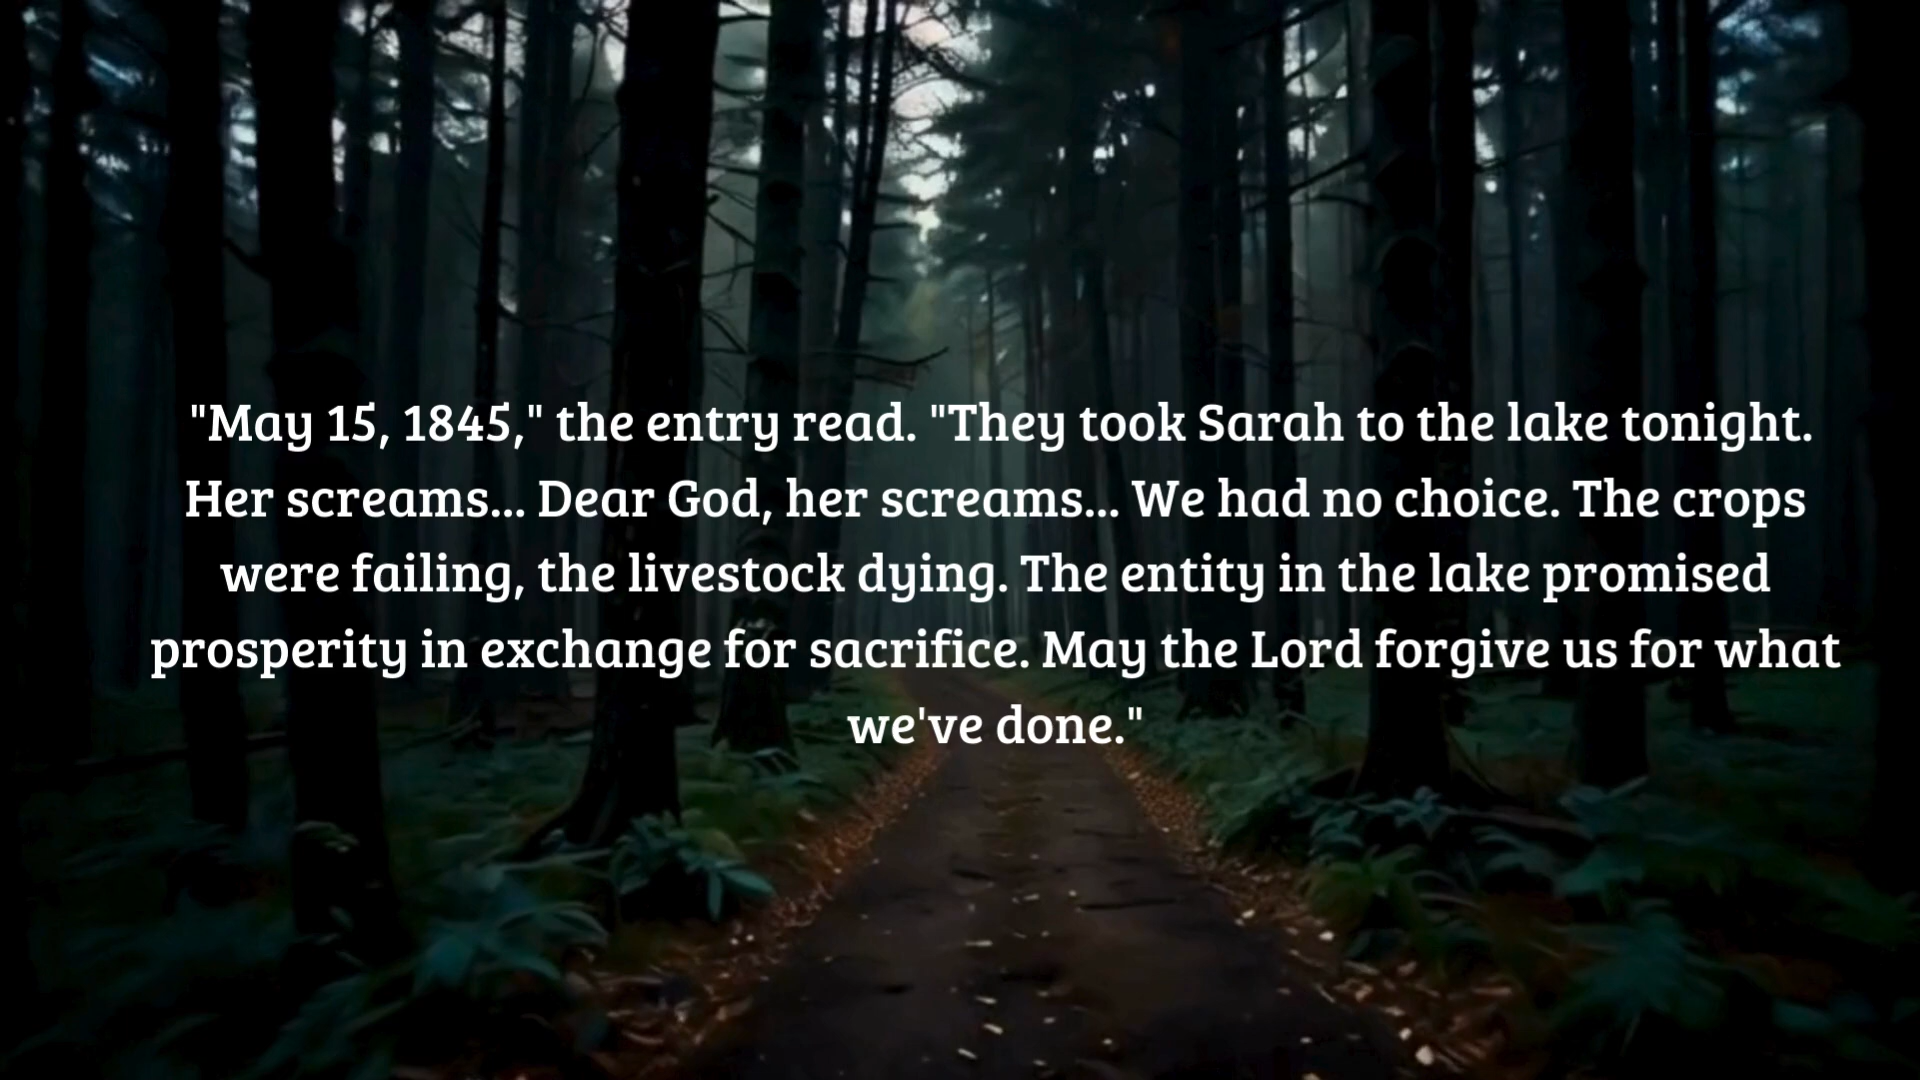 "May 15, 1845," the entry read. "They took Sarah to the lake tonight.
Her screams... Dear God, her screams... We had no choice. The crops
were failing, the livestock dying. The entity in the lake promised
prosperity in exchange for sacrifice. May the Lord forgive us for what
we've done."